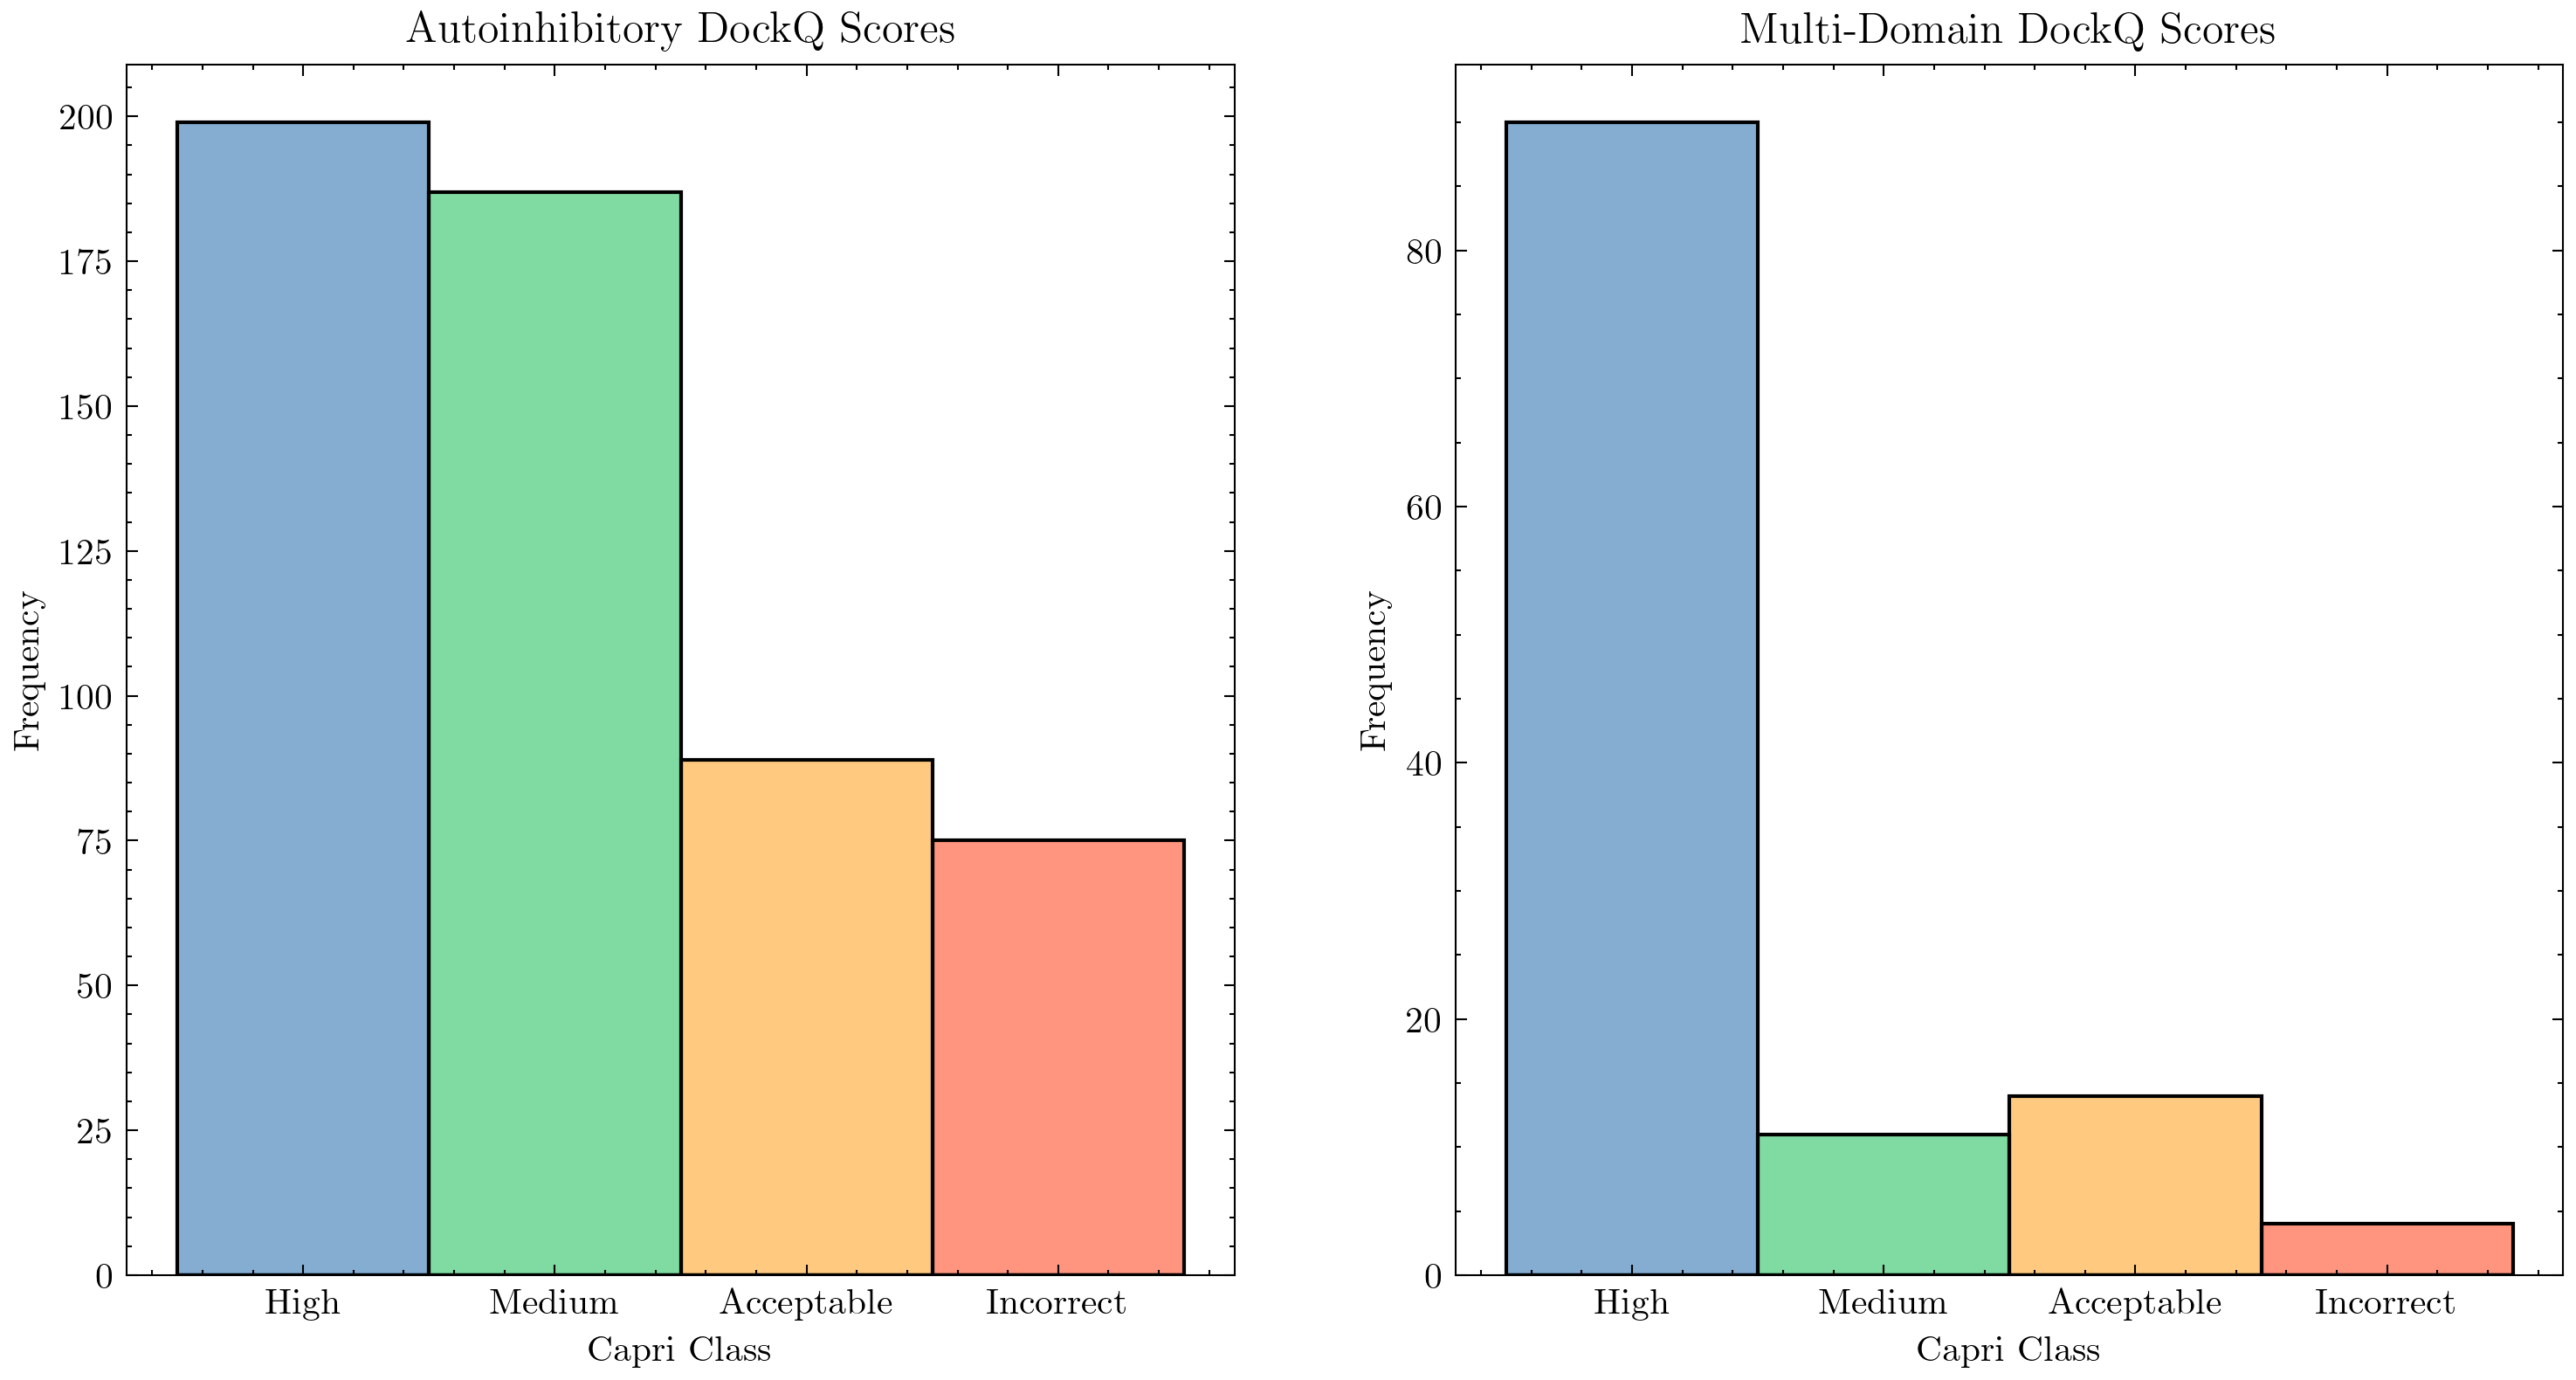 Autoinhibitory DockQ Scores
Frequency
200
175
150
125
100
75
50
25
0
High Medium Acceptable Incorrect
Capri Class
Multi-Domain DockQ Scores
Frequency
80
60
40
20
0
High Medium Acceptable Incorrect
Capri Class